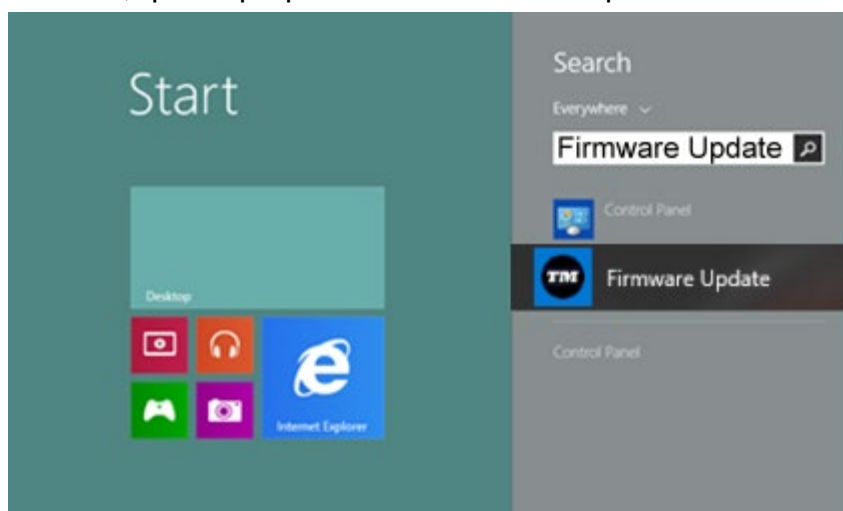 Start
Desktop
Internet Explorer
Search
Everywhere
Firmware Update
Control Panel
TM
Firmware Update
Control Panel